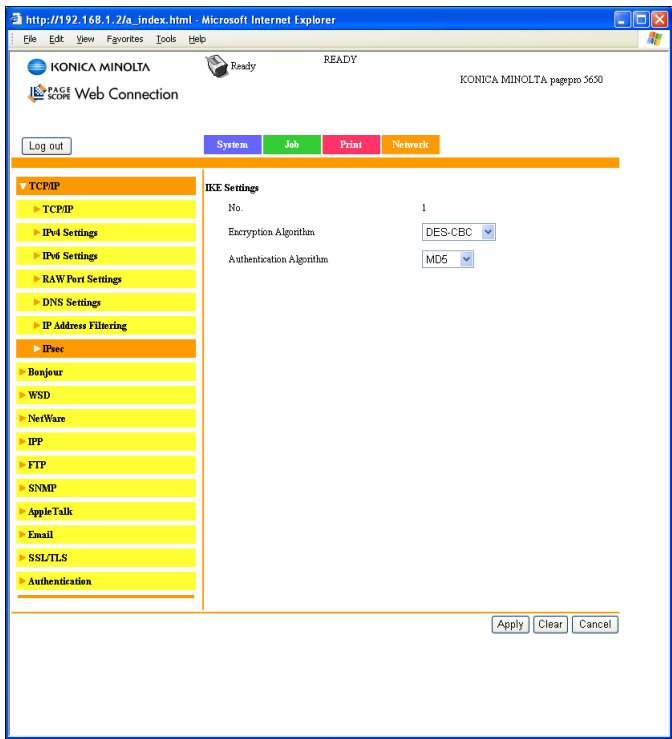 http://192.168.1.2/a_index.html - Microsoft Internet Explorer
File Edit View Favorites Tools Help
KONICA MINOLTA
Ready
READY
KONICA MINOLTA pagepro 5650
PAGE SCOPE Web Connection
Log out
System Job Print Network
TCP/IP
TCP/IP
IPv4 Settings
IPv6 Settings
RAW Port Settings
DNS Settings
IP Address Filtering
IPsec
Bonjour
WSD
NetWare
IPP
FTP
SNMP
AppleTalk
Email
SSL/TLS
Authentication
IKE Settings
No. 1
Encryption Algorithm DES-CBC
Authentication Algorithm MD5
Apply Clear Cancel